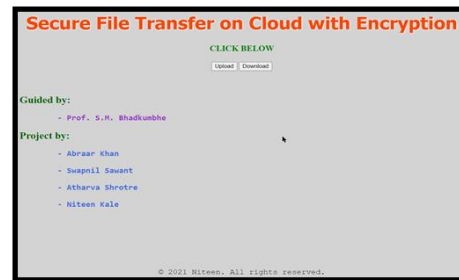 Secure File Transfer on Cloud with Encryption
CLICK BELOW
Upload Download
Guided by:
- Prof. S.M. Bhadkumbhe
Project by:
- Abraar Khan
- Swapnil Sawant
- Atharva Shrotre
- Niteen Kale
© 2021 Niteen. All rights reserved.